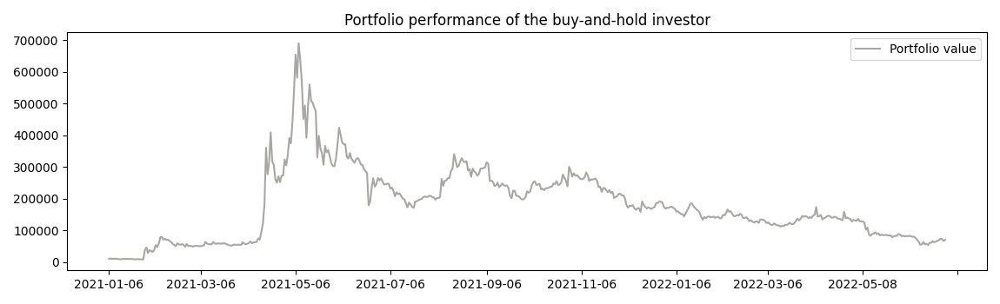 Portfolio performance of the buy-and-hold investor
Portfolio value
700000
600000
500000
400000
300000
200000
100000
0
2021-01-06 2021-03-06 2021-05-06 2021-07-06 2021-09-06 2021-11-06 2022-01-06 2022-03-06 2022-05-08